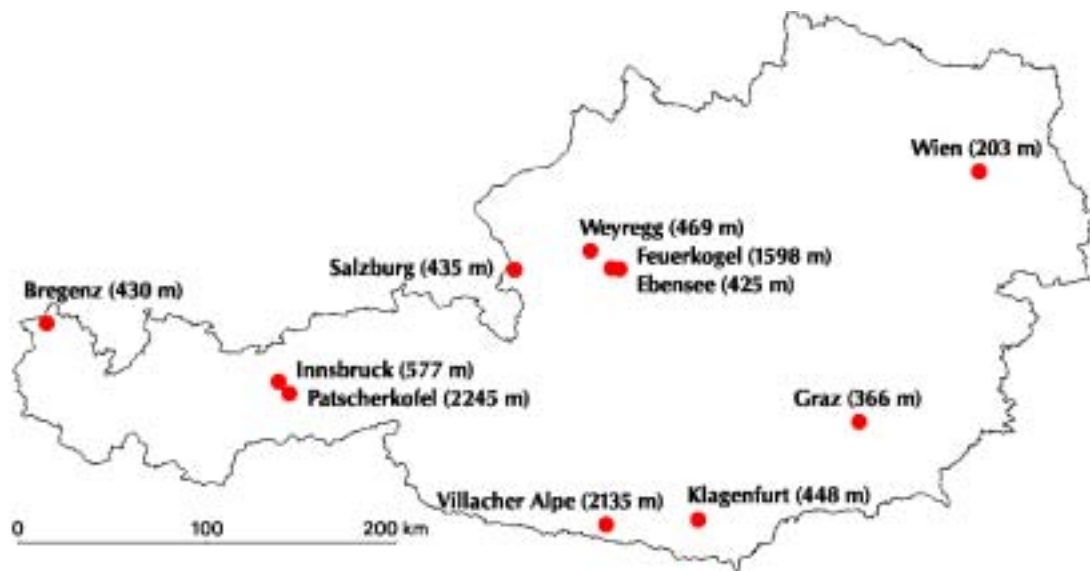 Wien (203 m)
Weyregg (469 m)
Feuerkogel (1598 m)
Salzburg (435 m)
Ebensee (425 m)
Bregenz (430 m)
Innsbruck (577 m)
Patscherkofel (2245 m)
Graz (366 m)
Villacher Alpe (2135 m)
Klagenfurt (448 m)
0 100 200 km